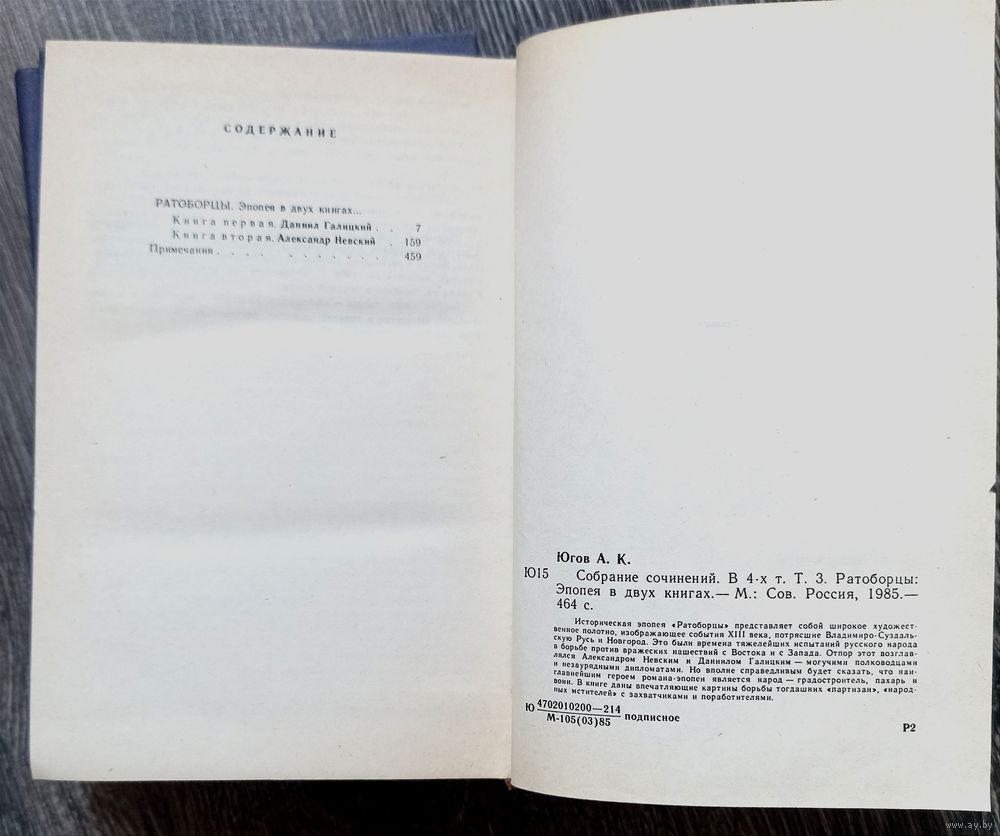 СОДЕРЖАНИЕ
РАТОБОРЦЫ. Эпопея в двух книгах...
Книга первая. Даниил Галицкий . . 7
Книга вторая. Александр Невский . 159
Примечания . . . . . . . . . . . 459
Югов А. К.
Ю15 Собрание сочинений. В 4-х т. Т. 3. Ратоборцы:
Эпопея в двух книгах.— М.: Сов. Россия, 1985.—
464 с.
Историческая эпопея «Ратоборцы» представляет собой широкое художест-
венное полотно, изображающее события XIII века, потрясшие Владимиро-Суздаль-
скую Русь и Новгород. Это были времена тяжелейших испытаний русского народа
в борьбе против вражеских нашествий с Востока и с Запада. Отпор этот возглав-
лялся Александром Невским и Даниилом Галицким — могучими полководцами
и незаурядными дипломатами. Но вполне справедливым будет сказать, что наи-
главнейшим героем романа-эпопеи является народ — градостроитель, пахарь и
воин. В книге даны впечатляющие картины борьбы тогдашних «партизан», «народ-
ных мстителей» с захватчиками и поработителями.
Ю 4702010200—214
М-105(03)85 подписное
Р2
www.ay.by